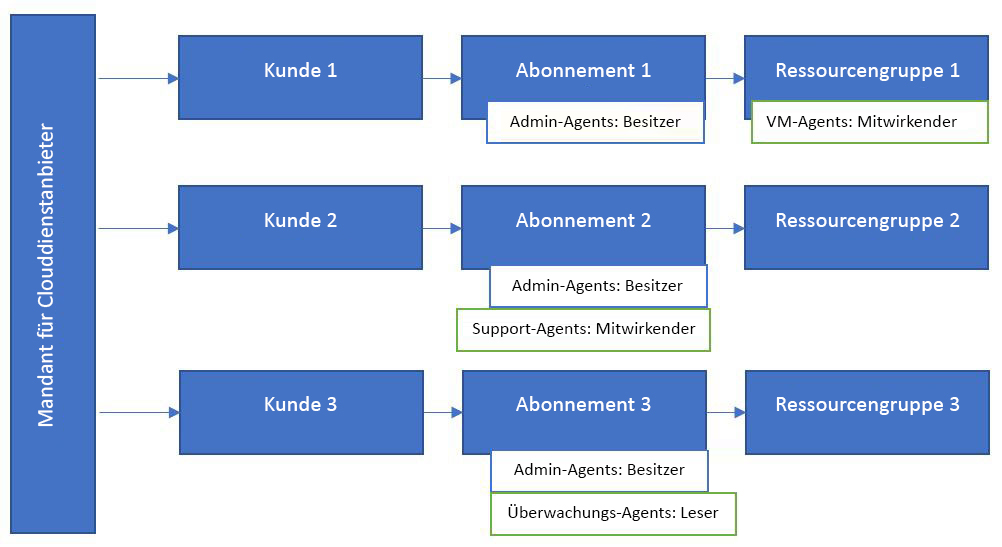 Mandant für Clouddienstanbieter
Kunde 1
Abonnement 1
Ressourcengruppe 1
Admin-Agents: Besitzer
VM-Agents: Mitwirkender
Kunde 2
Abonnement 2
Ressourcengruppe 2
Admin-Agents: Besitzer
Support-Agents: Mitwirkender
Kunde 3
Abonnement 3
Ressourcengruppe 3
Admin-Agents: Besitzer
Überwachungs-Agents: Leser